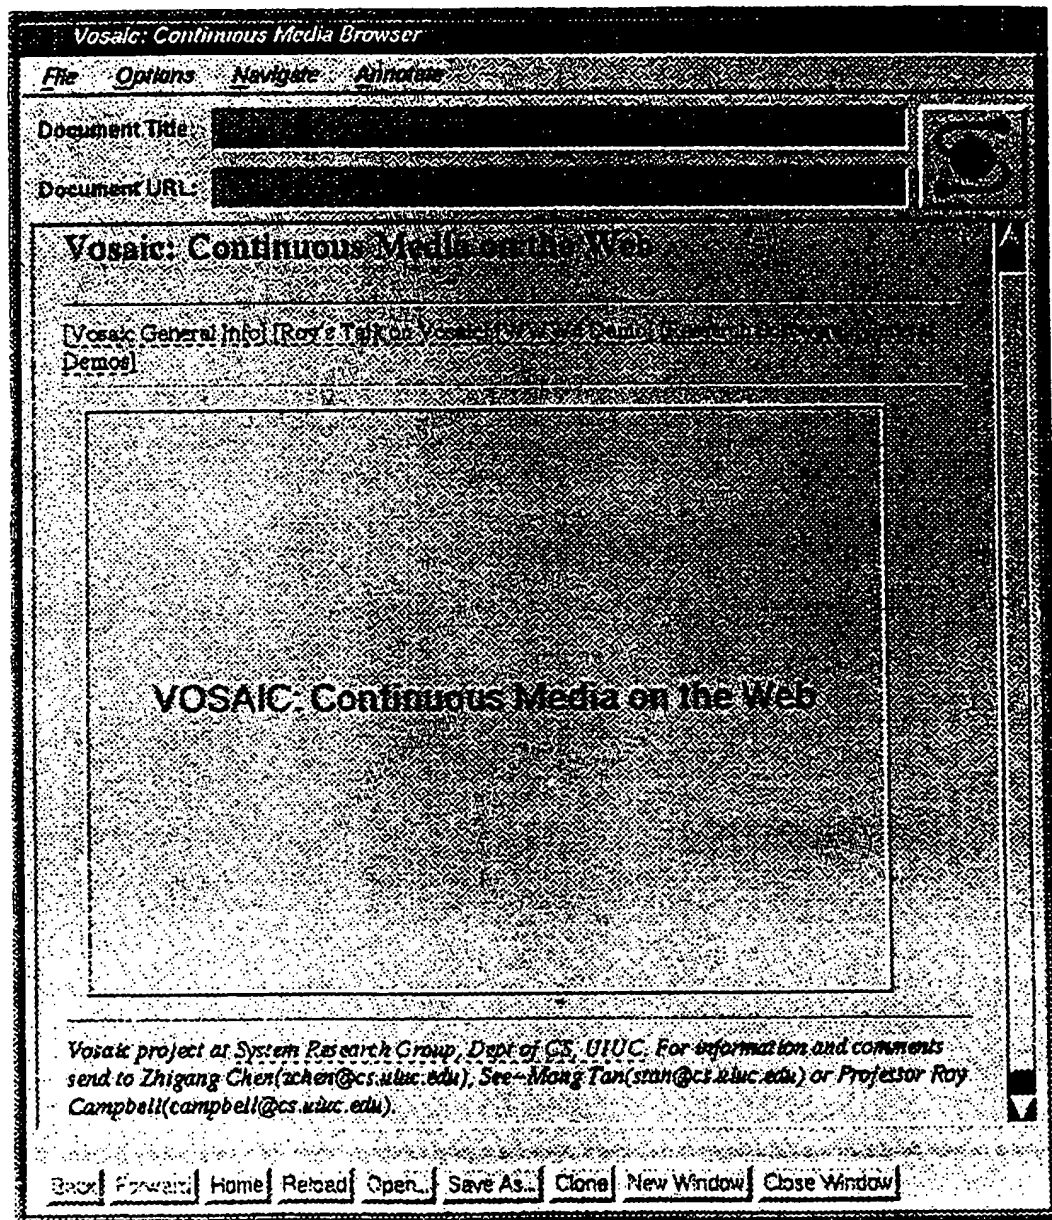 Vosaic: Continuous Media Browser
File Options Navigate Annotate
Document Title:
Document URL:
Vosaic: Continuous Media on the Web
[Vosaic General Info] [Roy's Talk on Vosaic]
Demos]
VOSAIC: Continuous Media on the Web
Vosaic project at System Research Group, Dept of CS, UIUC. For information and comments
send to Zhigang Chen(zchen@cs.uiuc.edu), See-Mong Tan(stan@cs.uiuc.edu) or Professor Roy
Campbell(campbell@cs.uiuc.edu).
Back Forward Home Reload Open... Save As... Clone New Window Close Window